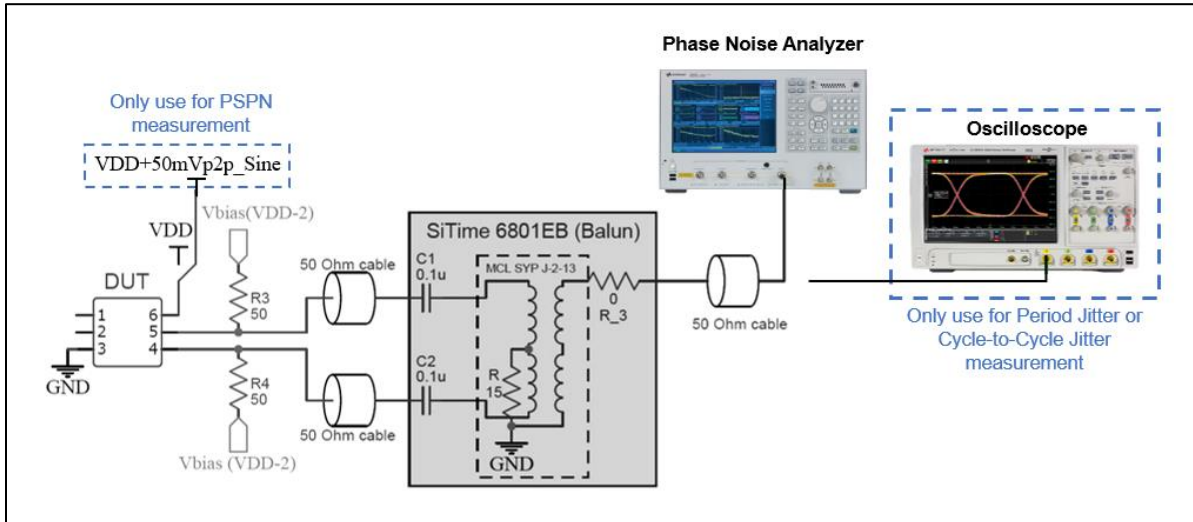 Phase Noise Analyzer
Only use for PSPN
measurement
VDD+50mVp2p_Sine
Oscilloscope
Vbias(VDD-2)
VDD
SiTime 6801EB (Balun)
50 Ohm
cable
C1
0.1u
MCL SYP J-2-13
DUT
R3
50
0
R_3
50 Ohm cable
Only use for Period Jitter or
Cycle-to-Cycle Jitter
measurement
1 6
2 5
3 4
GND
C2
0.1u
R
15
R4
50
50 Ohm cable
GND
Vbias (VDD-2)